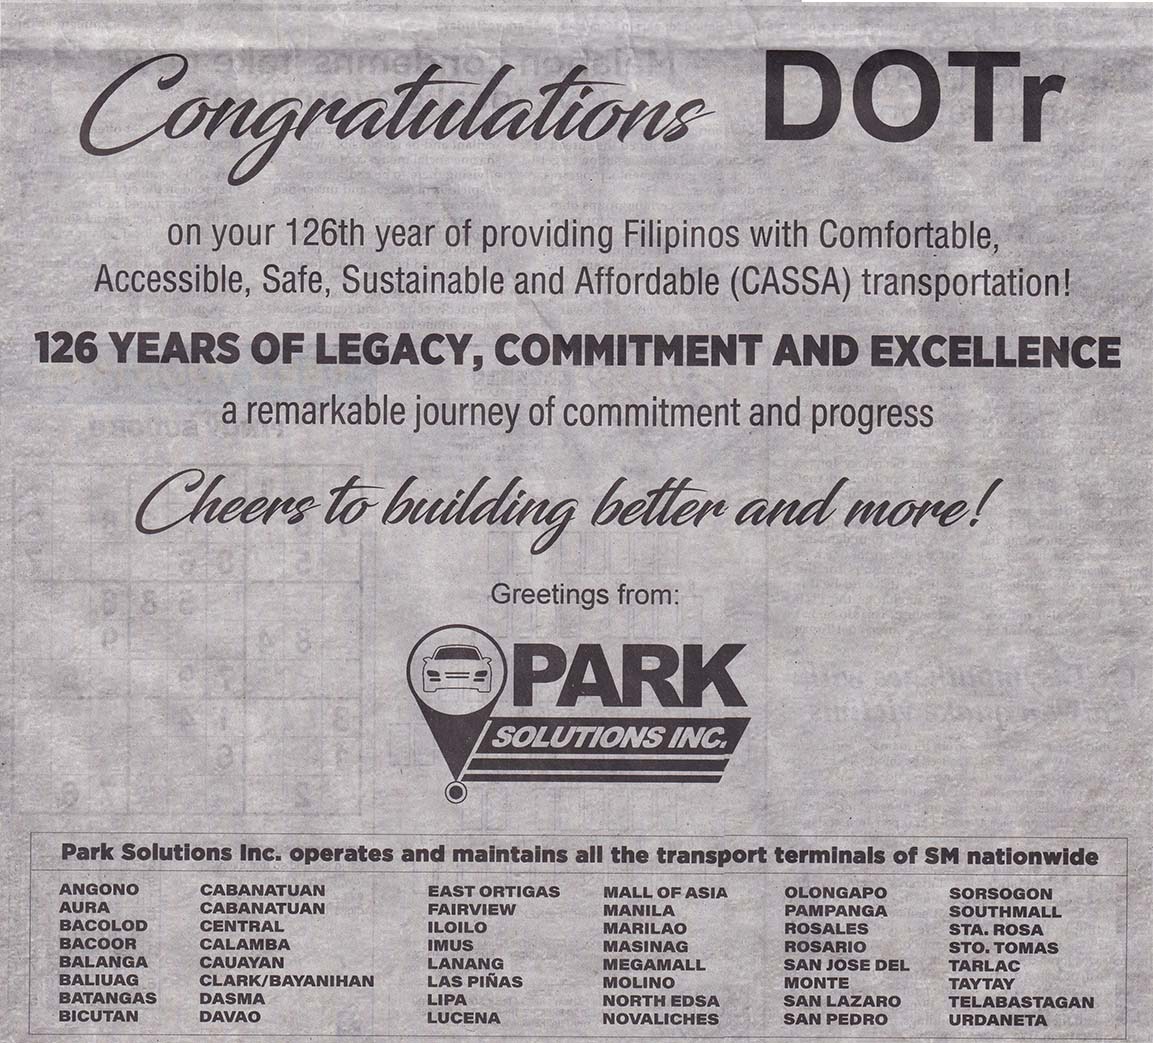 Congratulations DOTr
on your 126th year of providing Filipinos with Comfortable,
Accessible, Safe, Sustainable and Affordable (CASSA) transportation!
126 YEARS OF LEGACY, COMMITMENT AND EXCELLENCE
a remarkable journey of commitment and progress
Cheers to building better and more!
Greetings from:
PARK
SOLUTIONS INC.
Park Solutions Inc. operates and maintains all the transport terminals of SM nationwide
ANGONO
AURA
BACOLOD
BACOOR
BALANGA
BALIUAG
BATANGAS
BICUTAN
CABANATUAN
CABANATUAN
CENTRAL
CALAMBA
CAUAYAN
CLARK/BAYANIHAN
DASMA
DAVAO
EAST ORTIGAS
FAIRVIEW
ILOILO
IMUS
LANANG
LAS PIÑAS
LIPA
LUCENA
MALL OF ASIA
MANILA
MARILAO
MASINAG
MEGAMALL
MOLINO
NORTH EDSA
NOVALICHES
OLONGAPO
PAMPANGA
ROSALES
ROSARIO
SAN JOSE DEL
MONTE
SAN LAZARO
SAN PEDRO
SORSOGON
SOUTHMALL
STA. ROSA
STO. TOMAS
TARLAC
TAYTAY
TELABASTAGAN
URDANETA